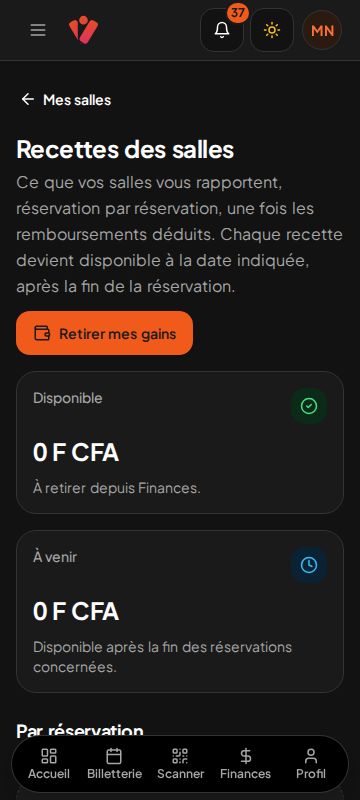 37
MN
Mes salles
Recettes des salles
Ce que vos salles vous rapportent,
réservation par réservation, une fois les
remboursements déduits. Chaque recette
devient disponible à la date indiquée,
après la fin de la réservation.
Retirer mes gains
Disponible
0 F CFA
À retirer depuis Finances.
À venir
0 F CFA
Disponible après la fin des réservations
concernées.
Par réservation
Accueil Billetterie Scanner Finances Profil